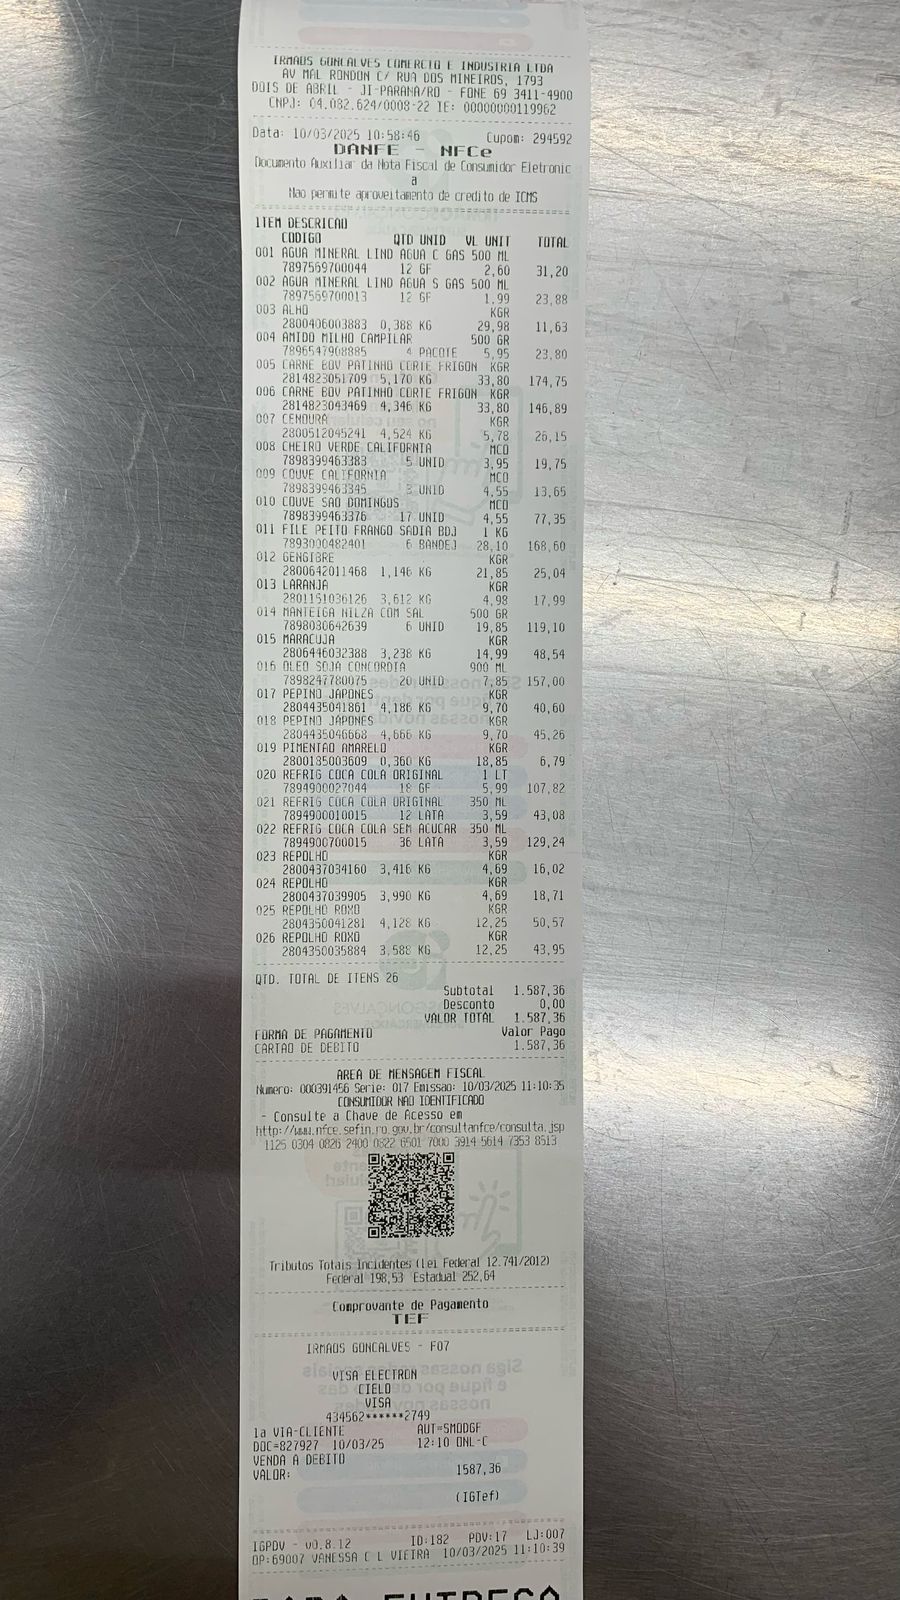 IRMAOS GONCALVES COMERCIO E INDUSTRIA LTDA
AV MAL RONDON C/ RUA DOS MINEIROS, 1793
DOIS DE ABRIL - JI-PARANA/RO - FONE 69 3411-4900
CNPJ: 04.082.624/0008-22 IE: 00000000119962
Data: 10/03/2025 10:58:46 Cupom: 294592
DANFE - NFCe
Documento Auxiliar da Nota Fiscal de Consumidor Eletronic
a
Nao permite aproveitamento de credito de ICMS
ITEM DESCRICAO
CODIGO QTD UNID VL UNIT TOTAL
001 AGUA MINERAL LIND AGUA C GAS 500 ML
7897569700044 12 GF 2,60 31,20
002 AGUA MINERAL LIND AGUA S GAS 500 ML
7897569700013 12 GF 1,99 23,88
003 ALHO KGR
2800406003883 0,388 KG 29,98 11,63
004 AMIDO MILHO CAMPILAR 500 GR
7896547908885 4 PACOTE 5,95 23,80
005 CARNE BOV PATINHO CORTE FRIGON KGR
2814823051709 5,170 KG 33,80 174,75
006 CARNE BOV PATINHO CORTE FRIGON KGR
2814823043469 4,346 KG 33,80 146,89
007 CENOURA KGR
2800512045241 4,524 KG 5,78 26,15
008 CHEIRO VERDE CALIFORNIA MCO
7898399463383 5 UNID 3,95 19,75
009 COUVE CALIFORNIA MCO
7898399463345 3 UNID 4,55 13,65
010 COUVE SAO DOMINGOS MCO
7898399463376 17 UNID 4,55 77,35
011 FILE PEITO FRANGO SADIA BDJ 1 KG
7893000482401 6 BANDEJ 28,10 168,60
012 GENGIBRE KGR
2800642011468 1,146 KG 21,85 25,04
013 LARANJA KGR
2801151036126 3,612 KG 4,98 17,99
014 MANTEIGA NILZA COM SAL 500 GR
7898080642639 6 UNID 19,85 119,10
015 MARACUJA KGR
2806446032388 3,238 KG 14,99 48,54
016 OLEO SOJA CONCORDIA 900 ML
7898247780075 20 UNID 7,85 157,00
017 PEPINO JAPONES KGR
2804435041861 4,186 KG 9,70 40,60
018 PEPINO JAPONES KGR
2804435046668 4,666 KG 9,70 45,26
019 PIMENTAO AMARELO KGR
2800185003609 0,360 KG 18,85 6,79
020 REFRIG COCA COLA ORIGINAL 1 LT
7894900027044 18 GF 5,99 107,82
021 REFRIG COCA COLA ORIGINAL 350 ML
7894900010015 12 LATA 3,59 43,08
022 REFRIG COCA COLA SEM ACUCAR 350 ML
7894900700015 36 LATA 3,59 129,24
023 REPOLHO KGR
2800437034160 3,416 KG 4,69 16,02
024 REPOLHO KGR
2800437039905 3,990 KG 4,69 18,71
025 REPOLHO ROXO KGR
2804350041281 4,128 KG 12,25 50,57
026 REPOLHO ROXO KGR
2804350035884 3,588 KG 12,25 43,95
QTD. TOTAL DE ITENS 26
Subtotal 1.587,36
Desconto 0,00
VALOR TOTAL 1.587,36
FORMA DE PAGAMENTO Valor Pago
CARTAO DE DEBITO 1.587,36
AREA DE MENSAGEM FISCAL
Numero: 000391456 Serie: 017 Emissao: 10/03/2025 11:10:35
CONSUMIDOR NAO IDENTIFICADO
- Consulte a Chave de Acesso em
http://www.nfce.sefin.ro.gov.br/consultanfce/consulta.jsp
1125 0304 0826 2400 0822 6501 7000 3914 5614 7353 8513
Tributos Totais Incidentes (Lei Federal 12.741/2012)
Federal 198,53 Estadual 252,64
Comprovante de Pagamento
TEF
IRMAOS GONCALVES - F07
VISA ELECTRON
CIELO
VISA
434562******2749
1a VIA-CLIENTE AUT=SMODGF
DOC=827927 10/03/25 12:10 ONL-C
VENDA A DEBITO
VALOR: 1587,36
(IGTef)
IGPDV - v0.8.12 ID:182 PDV:17 LJ:007
OP:69007 VANESSA C L VIEIRA 10/03/2025 11:10:39